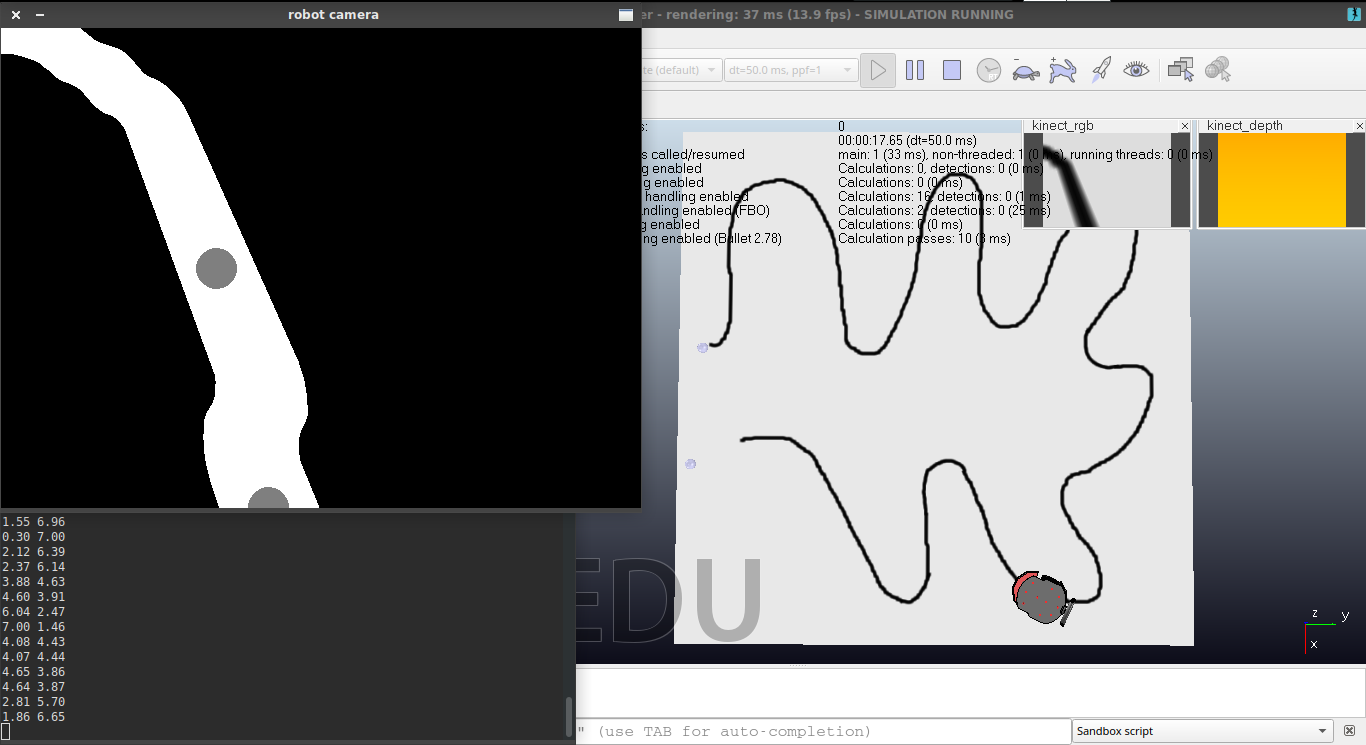 robot camera
er - rendering: 37 ms (13.9 fps) - SIMULATION RUNNING
te (default)
dt=50.0 ms, ppf=1
kinect_rgb
kinect_depth
s: 0
00:00:17.65 (dt=50.0 ms)
s called/resumed main: 1 (33 ms), non-threaded: 1 (0 ms), running threads: 0 (0 ms)
g enabled Calculations: 0, detections: 0 (0 ms)
g enabled Calculations: 0 (0 ms)
handling enabled Calculations: 16, detections: 0 (1 ms)
andling enabled (FBO) Calculations: 2, detections: 0 (25 ms)
g enabled Calculations: 0 (0 ms)
ng enabled (Bullet 2.78) Calculation passes: 10 (8 ms)
1.55 6.96
0.30 7.00
2.12 6.39
2.37 6.14
3.88 4.63
4.60 3.91
6.04 2.47
7.00 1.46
4.08 4.43
4.07 4.44
4.65 3.86
4.64 3.87
2.81 5.70
1.86 6.65
EDU
z
y
x
" (use TAB for auto-completion)
Sandbox script